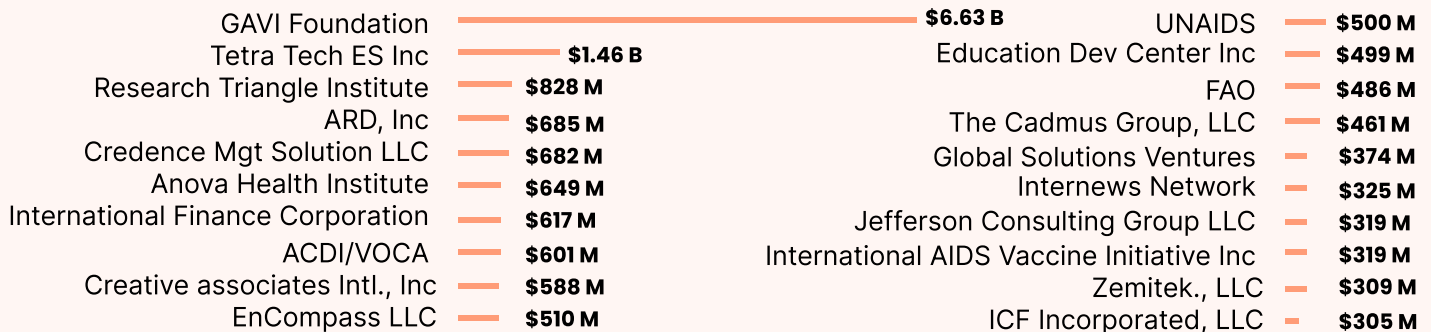 GAVI Foundation $6.63 B
Tetra Tech ES Inc $1.46 B
Research Triangle Institute $828 M
ARD, Inc $685 M
Credence Mgt Solution LLC $682 M
Anova Health Institute $649 M
International Finance Corporation $617 M
ACDI/VOCA $601 M
Creative associates Intl., Inc $588 M
EnCompass LLC $510 M
UNAIDS $500 M
Education Dev Center Inc $499 M
FAO $486 M
The Cadmus Group, LLC $461 M
Global Solutions Ventures $374 M
Internews Network $325 M
Jefferson Consulting Group LLC $319 M
International AIDS Vaccine Initiative Inc $319 M
Zemitek., LLC $309 M
ICF Incorporated, LLC $305 M